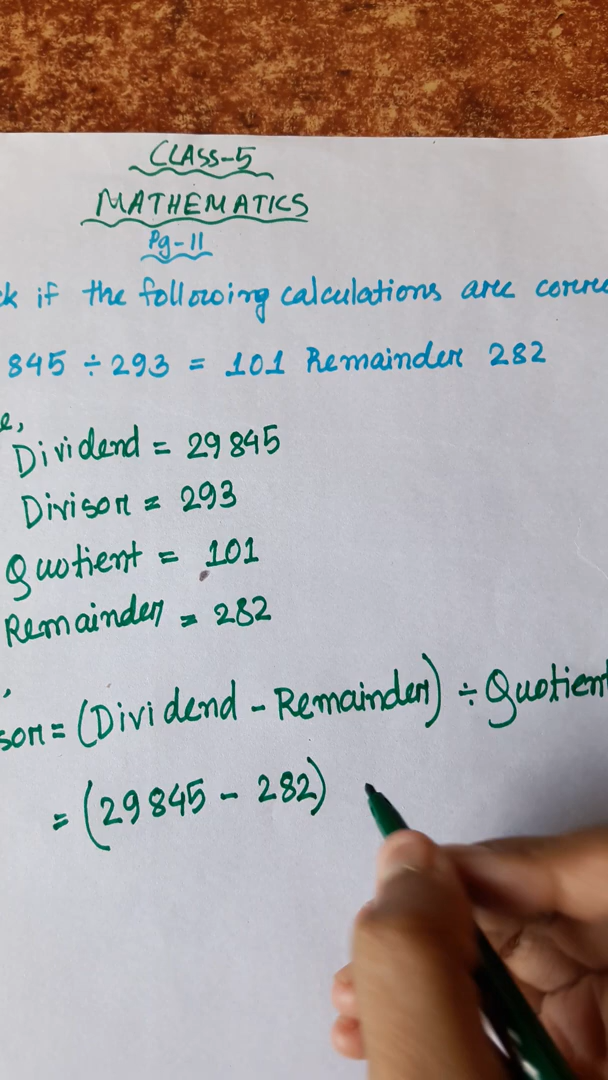 CLASS-5
MATHEMATICS
Pg-11
ck if the following calculations are corre
845 ÷ 293 = 101 Remainder 282
e,
Dividend = 29845
Divisor = 293
Quotient = 101
Remainder = 282
,
sor = (Dividend - Remainder) ÷ Quotient
= (29845 - 282)